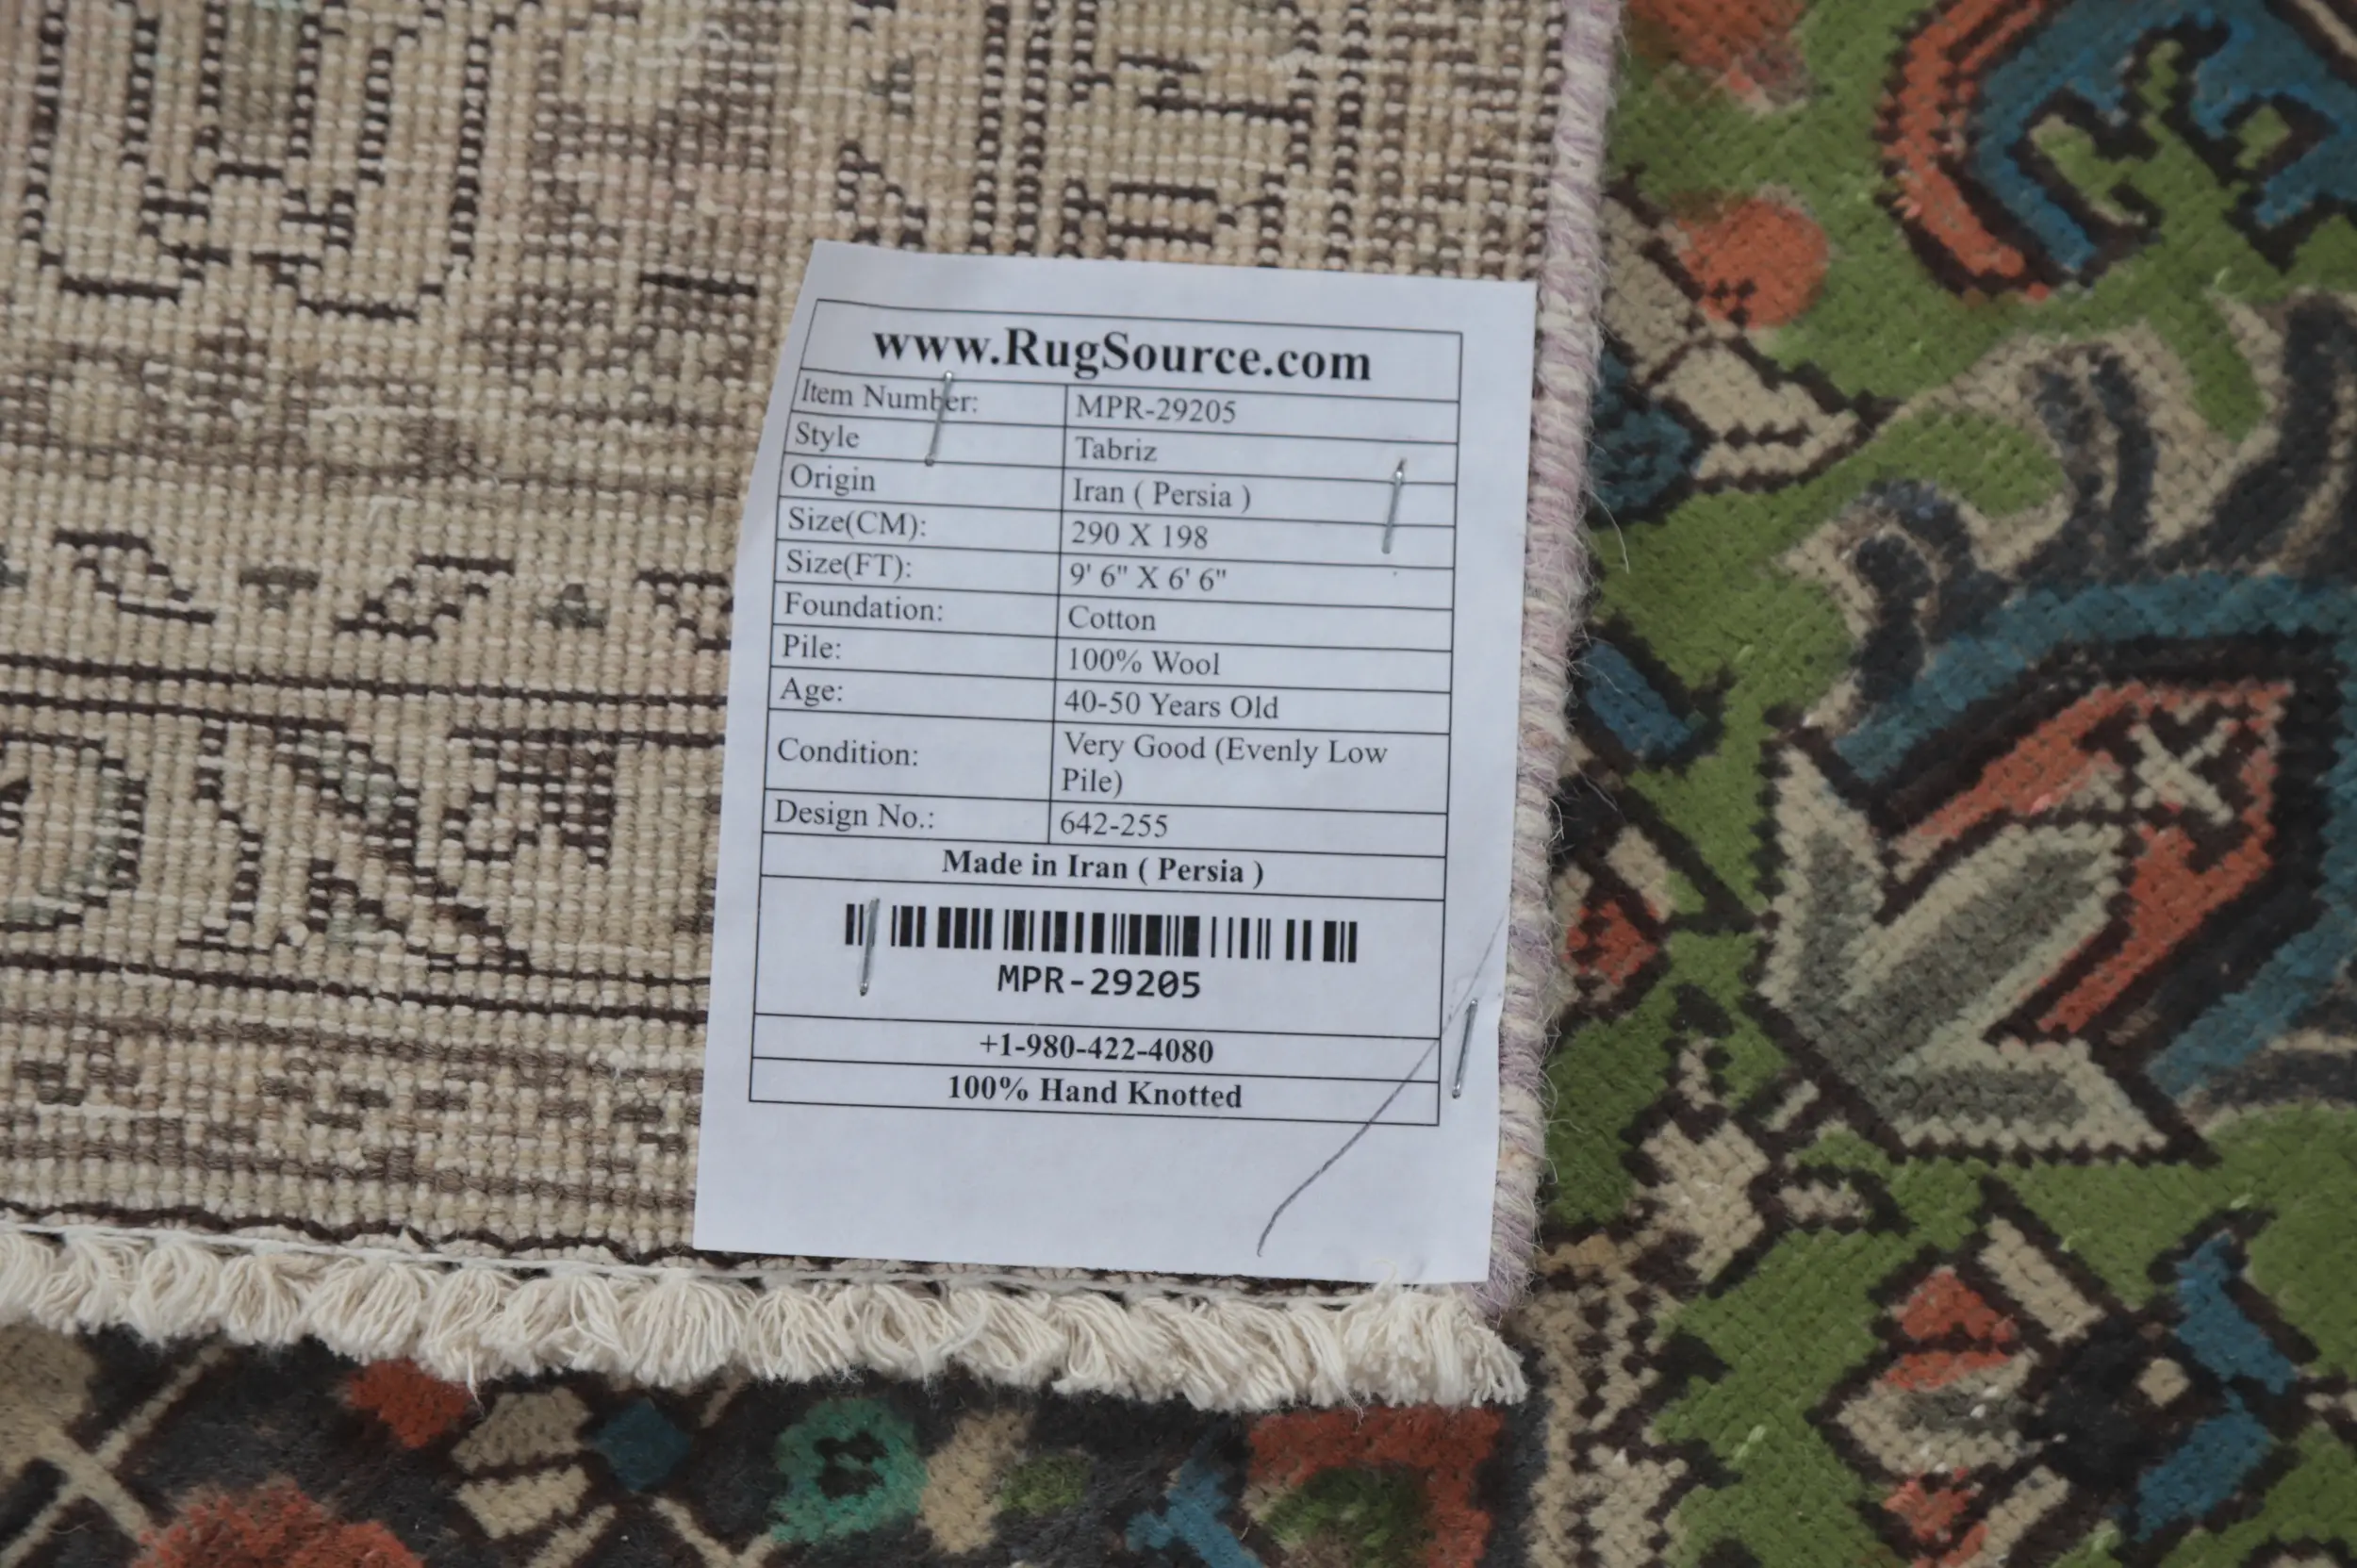 www.RugSource.com
Item Number: MPR-29205
Style Tabriz
Origin Iran ( Persia )
Size(CM): 290 X 198
Size(FT): 9' 6" X 6' 6"
Foundation: Cotton
Pile: 100% Wool
Age: 40-50 Years Old
Condition: Very Good (Evenly Low
Pile)
Design No.: 642-255
Made in Iran ( Persia )
MPR-29205
+1-980-422-4080
100% Hand Knotted